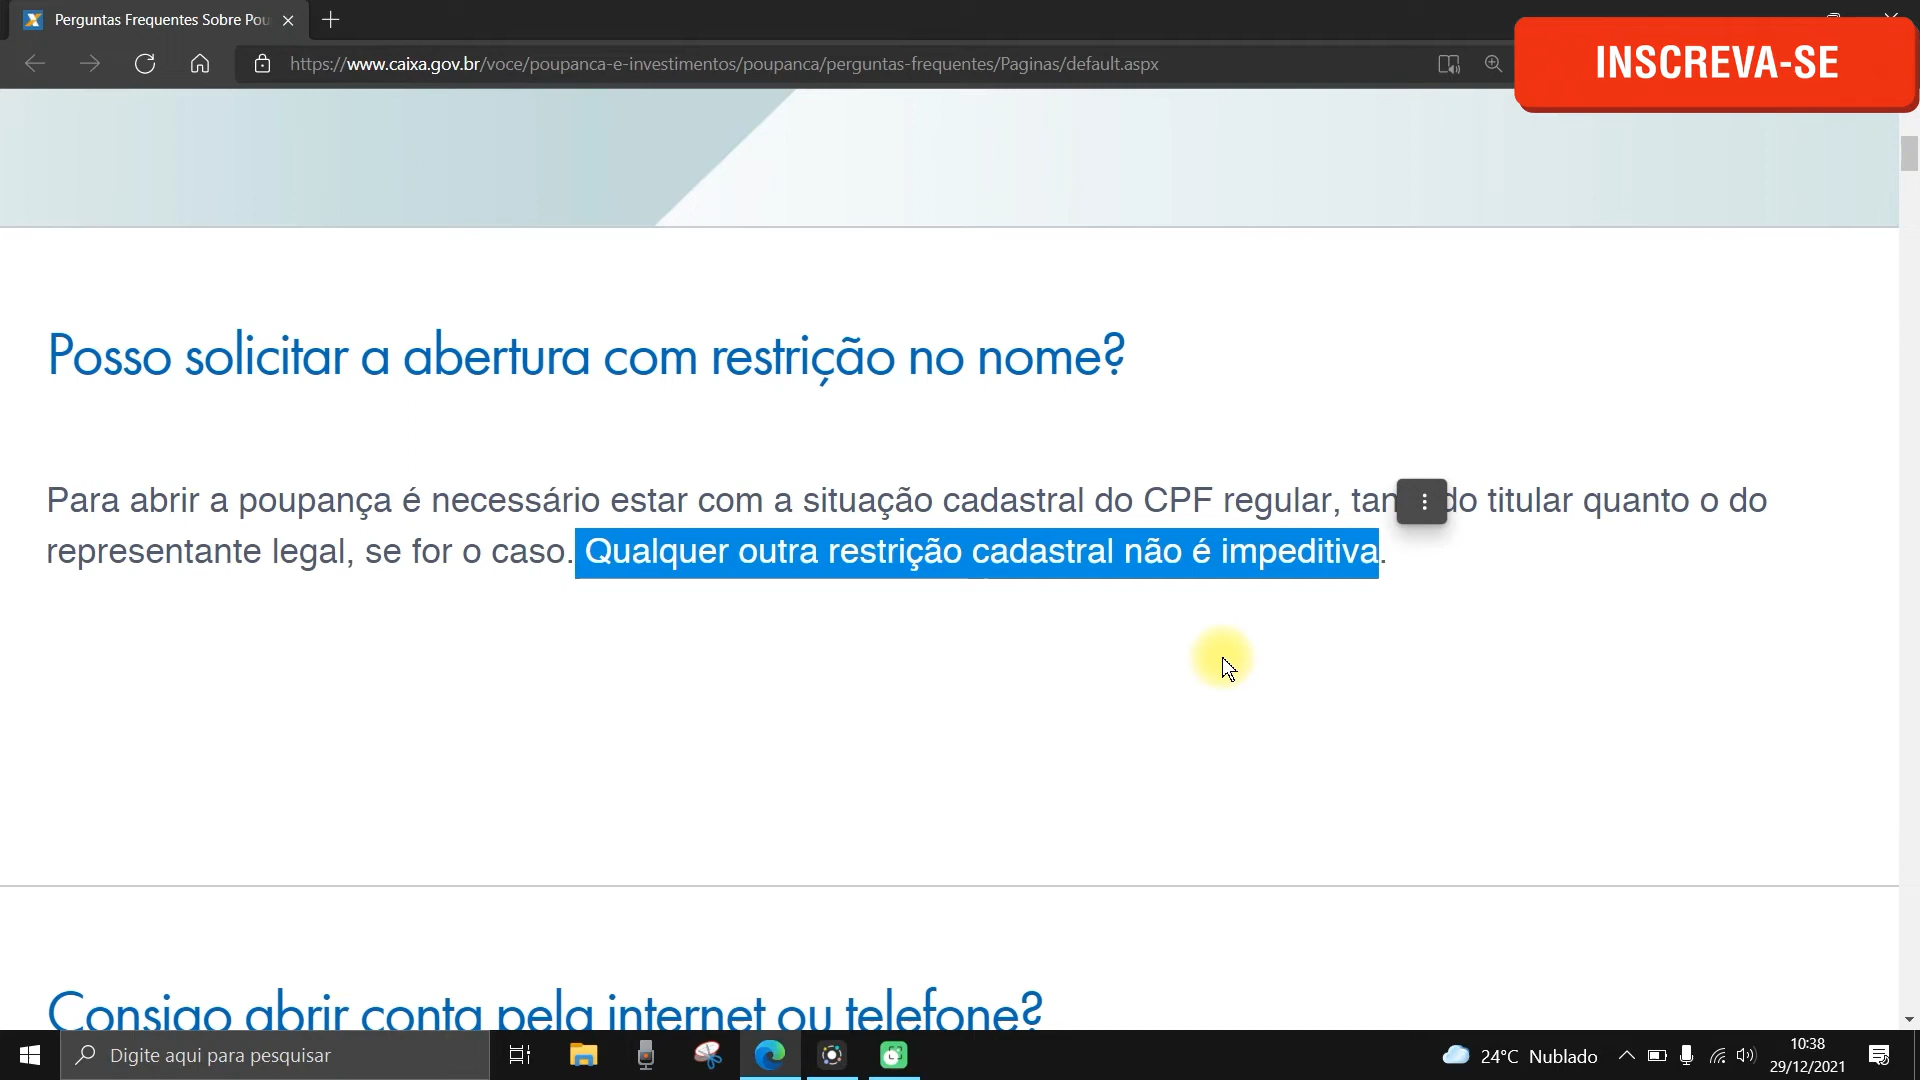 Perguntas Frequentes Sobre Pou
INSCREVA-SE
https://www.caixa.gov.br/voce/poupanca-e-investimentos/poupanca/perguntas-frequentes/Paginas/default.aspx
Posso solicitar a abertura com restrição no nome?
Para abrir a poupança é necessário estar com a situação cadastral do CPF regular, tan do titular quanto o do
representante legal, se for o caso. Qualquer outra restrição cadastral não é impeditiva.
Consigo abrir conta pela internet ou telefone?
Digite aqui para pesquisar
24°C Nublado
10:38
29/12/2021